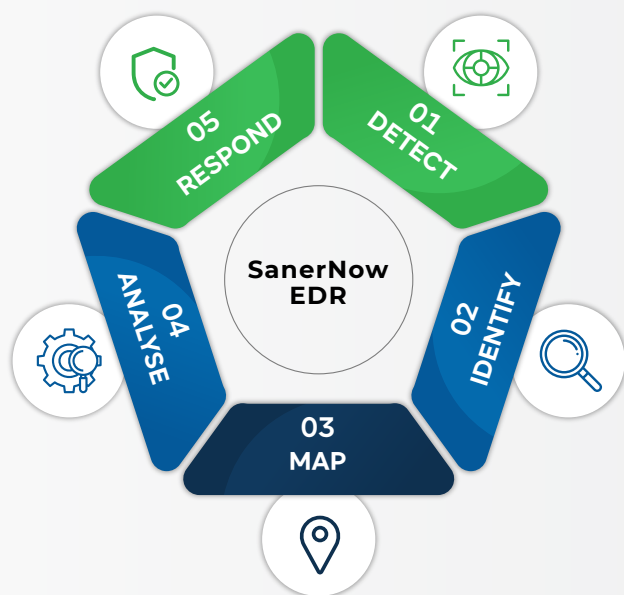 SanerNow
EDR
01
DETECT
02
IDENTIFY
03
MAP
04
ANALYSE
05
RESPOND